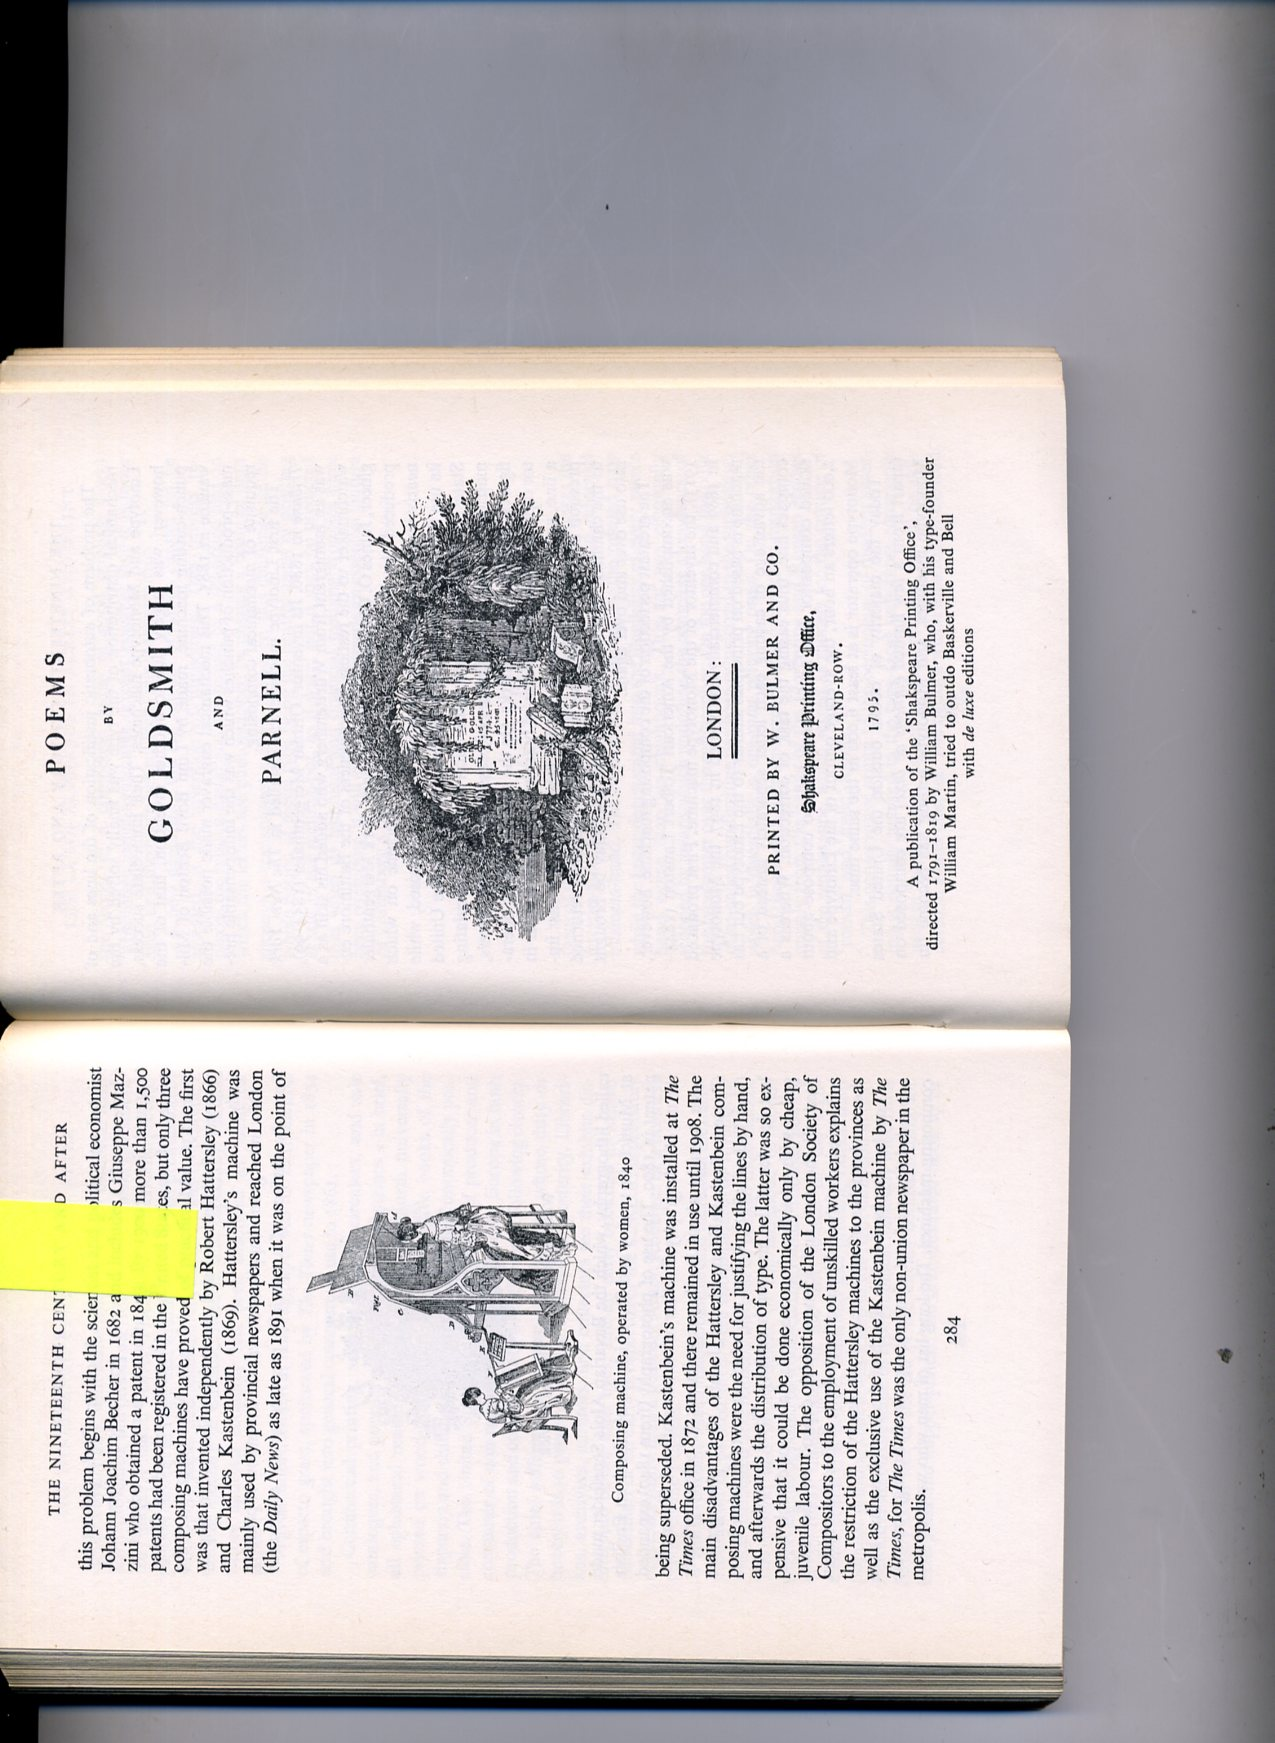 THE NINETEENTH CENT D AFTER
this problem begins with the scien olitical economist
Johann Joachim Becher in 1682 a s Giuseppe Maz-
zini who obtained a patent in 184 more than 1,500
patents had been registered in the es, but only three
composing machines have proved al value. The first
was that invented independently by Robert Hattersley (1866)
and Charles Kastenbein (1869). Hattersley's machine was
mainly used by provincial newspapers and reached London
(the Daily News) as late as 1891 when it was on the point of
Composing machine, operated by women, 1840
being superseded. Kastenbein's machine was installed at The
Times office in 1872 and there remained in use until 1908. The
main disadvantages of the Hattersley and Kastenbein com-
posing machines were the need for justifying the lines by hand,
and afterwards the distribution of type. The latter was so ex-
pensive that it could be done economically only by cheap,
juvenile labour. The opposition of the London Society of
Compositors to the employment of unskilled workers explains
the restriction of the Hattersley machines to the provinces as
well as the exclusive use of the Kastenbein machine by The
Times, for The Times was the only non-union newspaper in the
metropolis.
284
POEMS
BY
GOLDSMITH
AND
PARNELL.
LONDON:
PRINTED BY W. BULMER AND CO.
Shakspeare Printing Office,
CLEVELAND-ROW.
1795.
A publication of the 'Shakspeare Printing Office',
directed 1791–1819 by William Bulmer, who, with his type-founder
William Martin, tried to outdo Baskerville and Bell
with de luxe editions